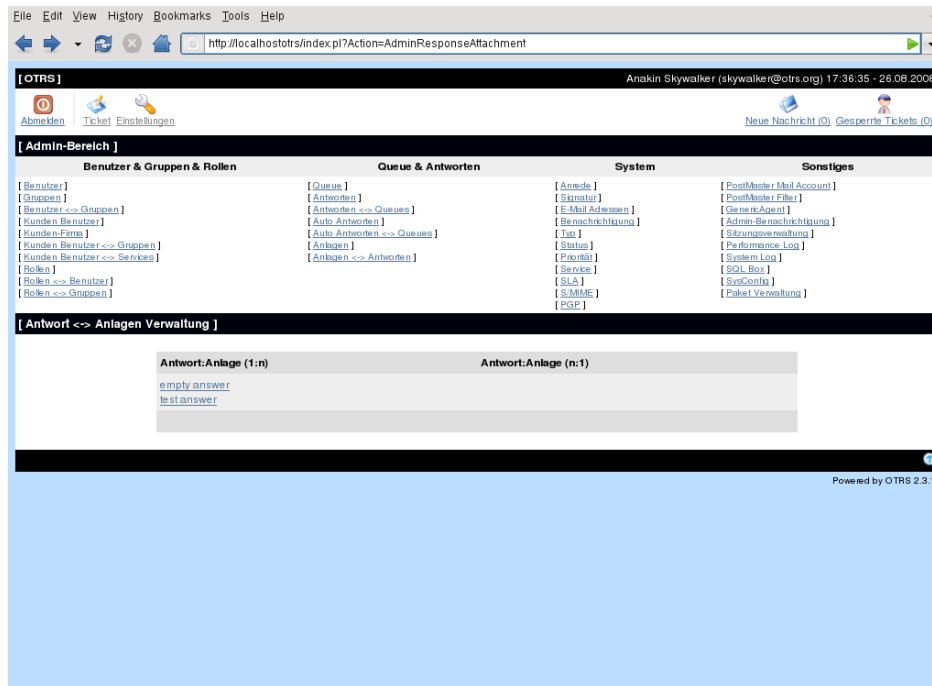 File Edit View History Bookmarks Tools Help
http://localhostotrs/index.pl?Action=AdminResponseAttachment
[ OTRS ] Anakin Skywalker (skywalker@otrs.org) 17:36:35 - 26.08.2008
Abmelden Ticket Einstellungen Neue Nachricht (0) Gesperrte Tickets (0)
[ Admin-Bereich ]
Benutzer & Gruppen & Rollen Queue & Antworten System Sonstiges
[ Benutzer ] [ Queue ] [ Anrede ] [ PostMaster Mail Account ]
[ Gruppen ] [ Antworten ] [ Signatur ] [ PostMaster Filter ]
[ Benutzer <-> Gruppen ] [ Antworten <-> Queues ] [ E-Mail Adressen ] [ GenericAgent ]
[ Kunden Benutzer ] [ Auto Antworten ] [ Benachrichtigung ] [ Admin-Benachrichtigung ]
[ Kunden-Firma ] [ Auto Antworten <-> Queues ] [ Typ ] [ Sitzungsverwaltung ]
[ Kunden Benutzer <-> Gruppen ] [ Anlagen ] [ Status ] [ Performance Log ]
[ Kunden Benutzer <-> Services ] [ Anlagen <-> Antworten ] [ Priorität ] [ System Log ]
[ Rollen ] [ Service ] [ SQL Box ]
[ Rollen <-> Benutzer ] [ SLA ] [ SysConfig ]
[ Rollen <-> Gruppen ] [ S/MIME ] [ Paket Verwaltung ]
[ PGP ]
[ Antwort <-> Anlagen Verwaltung ]
Antwort:Anlage (1:n) Antwort:Anlage (n:1)
empty answer
test answer
Powered by OTRS 2.3.1